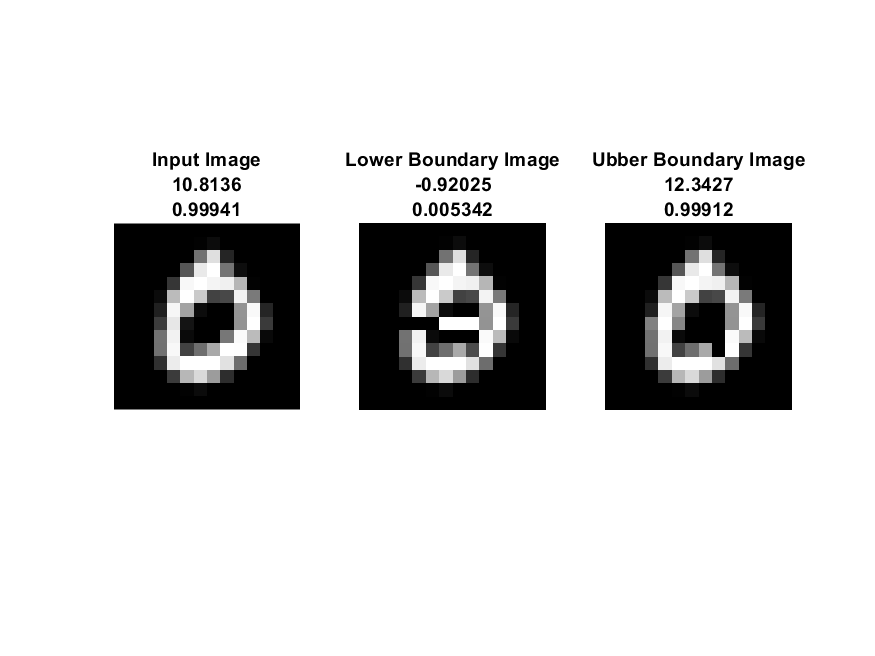 Input Image
10.8136
0.99941
Lower Boundary Image
-0.92025
0.005342
Ubber Boundary Image
12.3427
0.99912